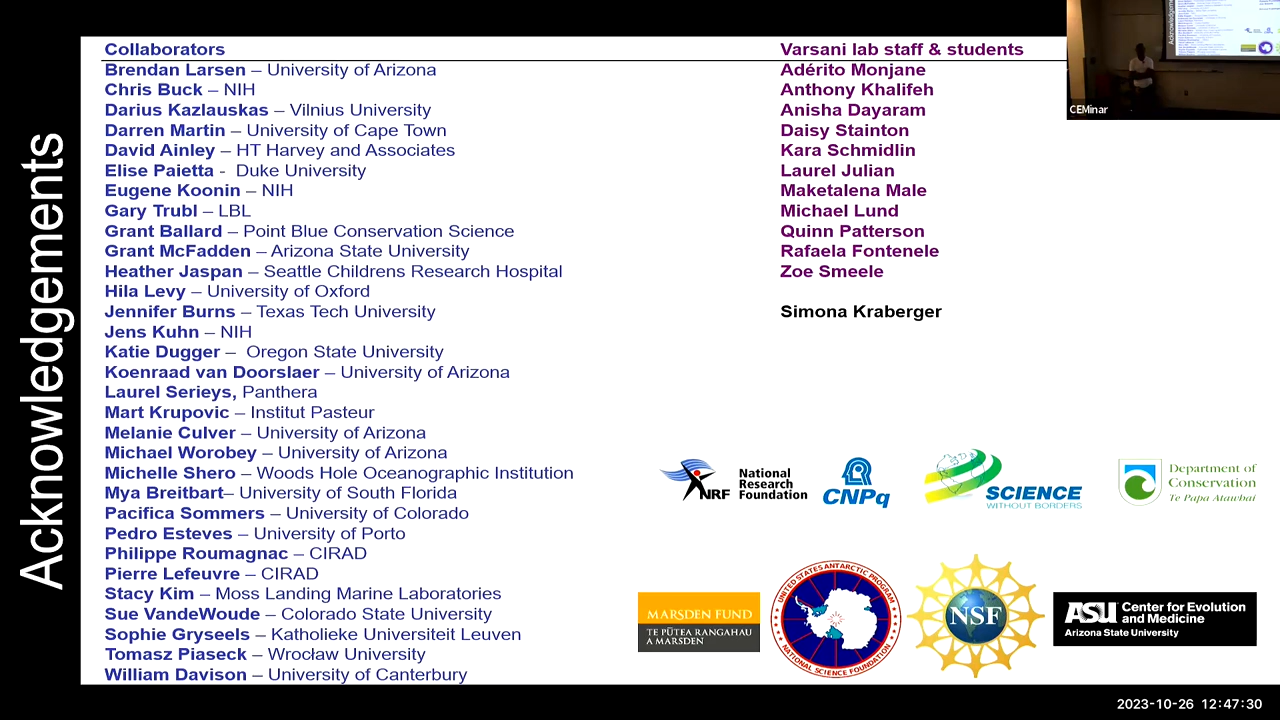 Acknowledgements
Collaborators
Brendan Larsen – University of Arizona
Chris Buck – NIH
Darius Kazlauskas – Vilnius University
Darren Martin – University of Cape Town
David Ainley – HT Harvey and Associates
Elise Paietta - Duke University
Eugene Koonin – NIH
Gary Trubl – LBL
Grant Ballard – Point Blue Conservation Science
Grant McFadden – Arizona State University
Heather Jaspan – Seattle Childrens Research Hospital
Hila Levy – University of Oxford
Jennifer Burns – Texas Tech University
Jens Kuhn – NIH
Katie Dugger – Oregon State University
Koenraad van Doorslaer – University of Arizona
Laurel Serieys, Panthera
Mart Krupovic – Institut Pasteur
Melanie Culver – University of Arizona
Michael Worobey – University of Arizona
Michelle Shero – Woods Hole Oceanographic Institution
Mya Breitbart– University of South Florida
Pacifica Sommers – University of Colorado
Pedro Esteves – University of Porto
Philippe Roumagnac – CIRAD
Pierre Lefeuvre – CIRAD
Stacy Kim – Moss Landing Marine Laboratories
Sue VandeWoude – Colorado State University
Sophie Gryseels – Katholieke Universiteit Leuven
Tomasz Piaseck – Wrocław University
William Davison – University of Canterbury
Varsani lab staff & students
Adérito Monjane
Anthony Khalifeh
Anisha Dayaram
Daisy Stainton
Kara Schmidlin
Laurel Julian
Maketalena Male
Michael Lund
Quinn Patterson
Rafaela Fontenele
Zoe Smeele
Simona Kraberger
CEMinar
NRF
National
Research
Foundation
CNPq
SCIENCE
WITHOUT BORDERS
Department of
Conservation
Te Papa Atawhai
MARSDEN FUND
TE PŪTEA RANGAHAU
A MARSDEN
UNITED STATES ANTARCTIC PROGRAM
NATIONAL SCIENCE FOUNDATION
NSF
ASU Center for Evolution
and Medicine
Arizona State University
2023-10-26 12:47:30